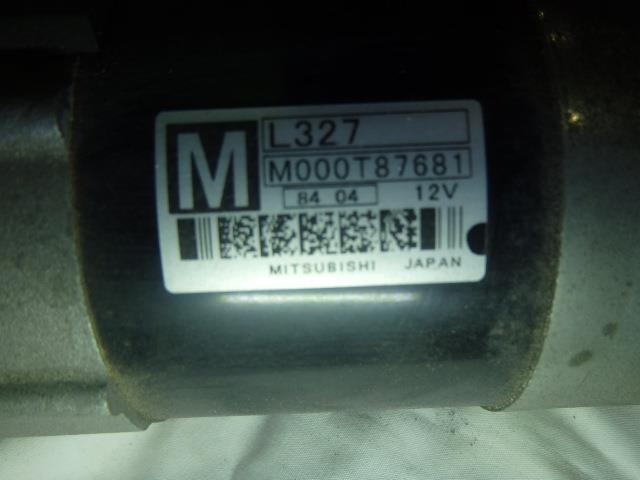 M
L327
M000T87681
84 04 12V
MITSUBISHI JAPAN